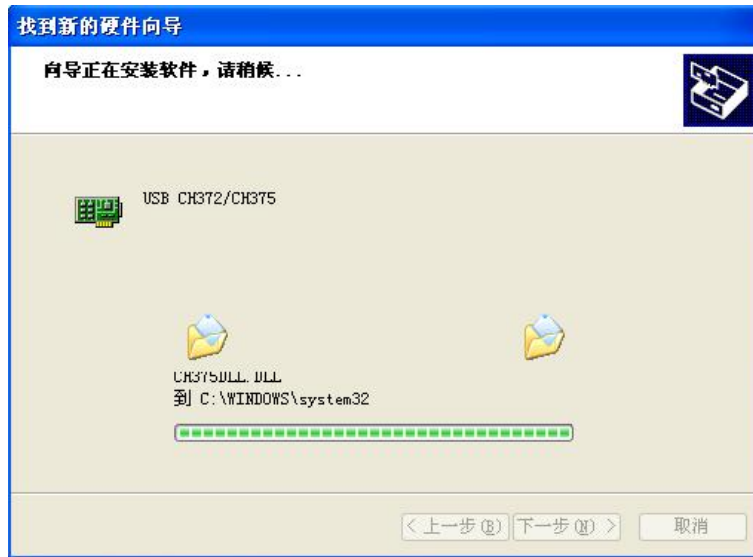 找到新的硬件向导
向导正在安装软件，请稍候...
USB CH372/CH375
CH375DLL.DLL
到 C:\WINDOWS\system32
< 上一步(B) 下一步(N) > 取消